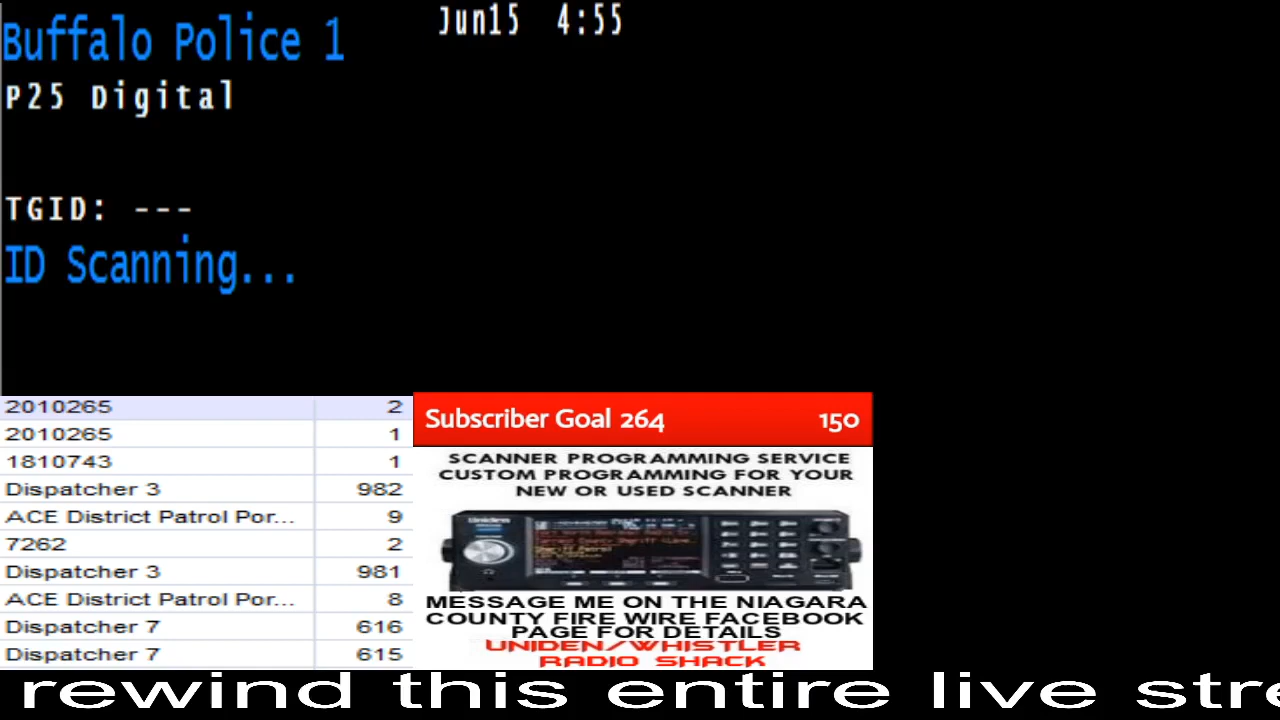 Buffalo Police 1
Jun15 4:55
P25 Digital
TGID: ---
ID Scanning...
2010265 2
2010265 1
1810743 1
Dispatcher 3 982
ACE District Patrol Por... 9
7262 2
Dispatcher 3 981
ACE District Patrol Por... 8
Dispatcher 7 616
Dispatcher 7 615
Subscriber Goal 264 150
SCANNER PROGRAMMING SERVICE
CUSTOM PROGRAMMING FOR YOUR
NEW OR USED SCANNER
Uniden
MESSAGE ME ON THE NIAGARA
COUNTY FIRE WIRE FACEBOOK
PAGE FOR DETAILS
UNIDEN/WHISTLER
RADIO SHACK
rewind this entire live stre